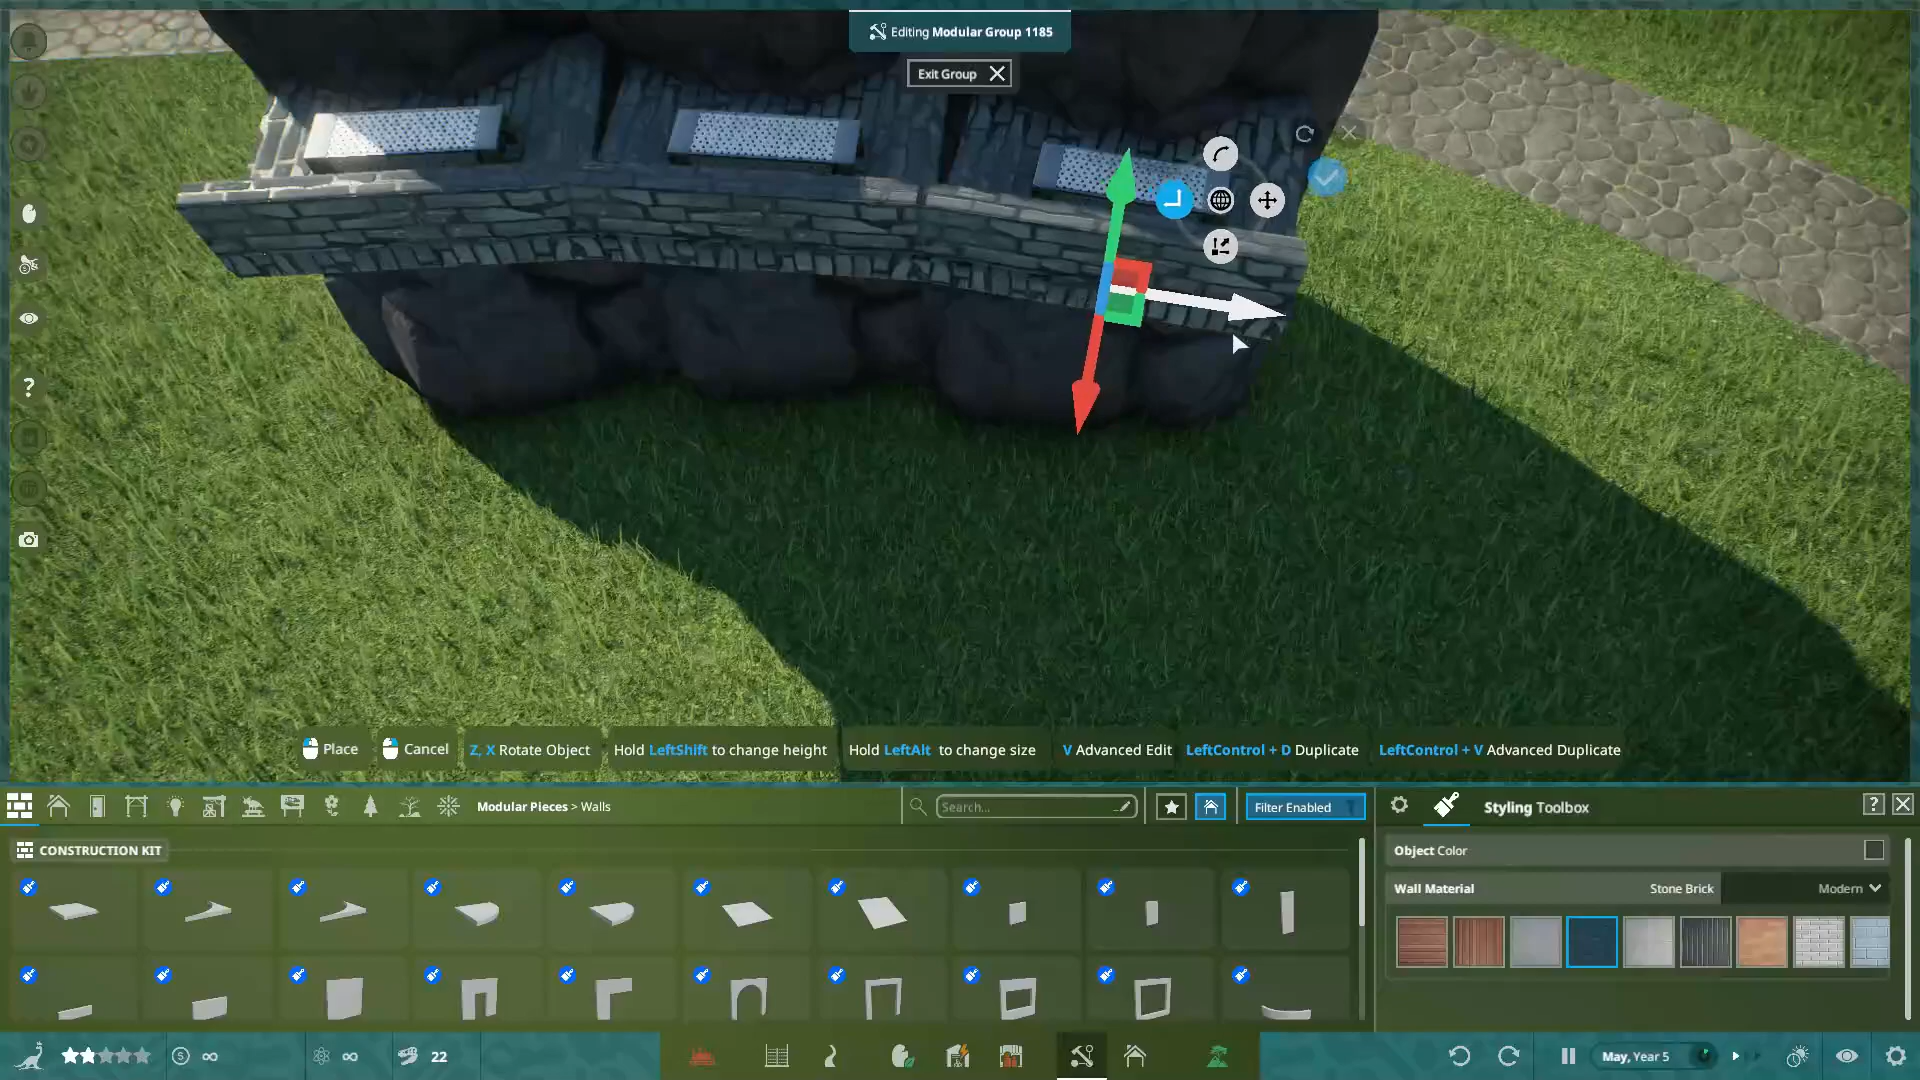 Editing Modular Group 1185
Exit Group
?
Place
Cancel
Z, X Rotate Object
Hold LeftShift to change height
Hold LeftAlt to change size
V Advanced Edit
LeftControl + D Duplicate
LeftControl + V Advanced Duplicate
Modular Pieces > Walls
Search...
Filter Enabled
Styling Toolbox
?
CONSTRUCTION KIT
Object Color
Wall Material
Stone Brick
Modern
∞
∞
22
May, Year 5